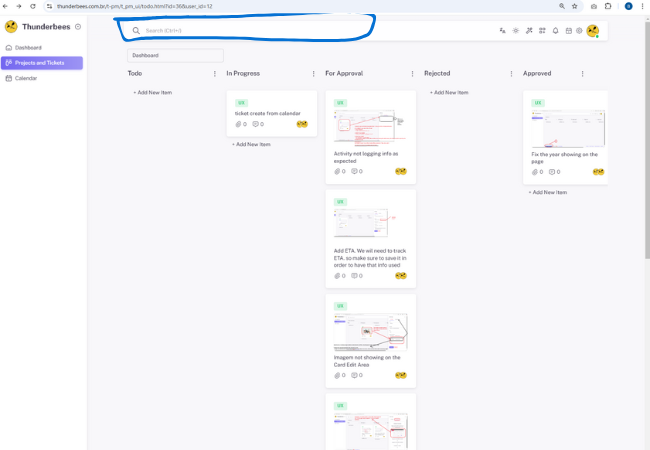 thunderbees.com.br/t-pm/t_pm_ui/todo.html?id=36&user_id=12
Thunderbees
Search (Ctrl+/)
Dashboard
Projects and Tickets
Calendar
Dashboard
Todo
In Progress
For Approval
Rejected
Approved
+ Add New Item
UX
ticket create from calendar
0 0
+ Add New Item
UX
Activity not logging info as
expected
0 0
UX
Add ETA. We wil need to track
ETA, so make sure to save it in
order to have that info used
0 0
UX
Imagem not showing on the
Card Edit Area
0 0
UX
+ Add New Item
UX
Fix the year showing on the
page
0 0
+ Add New Item